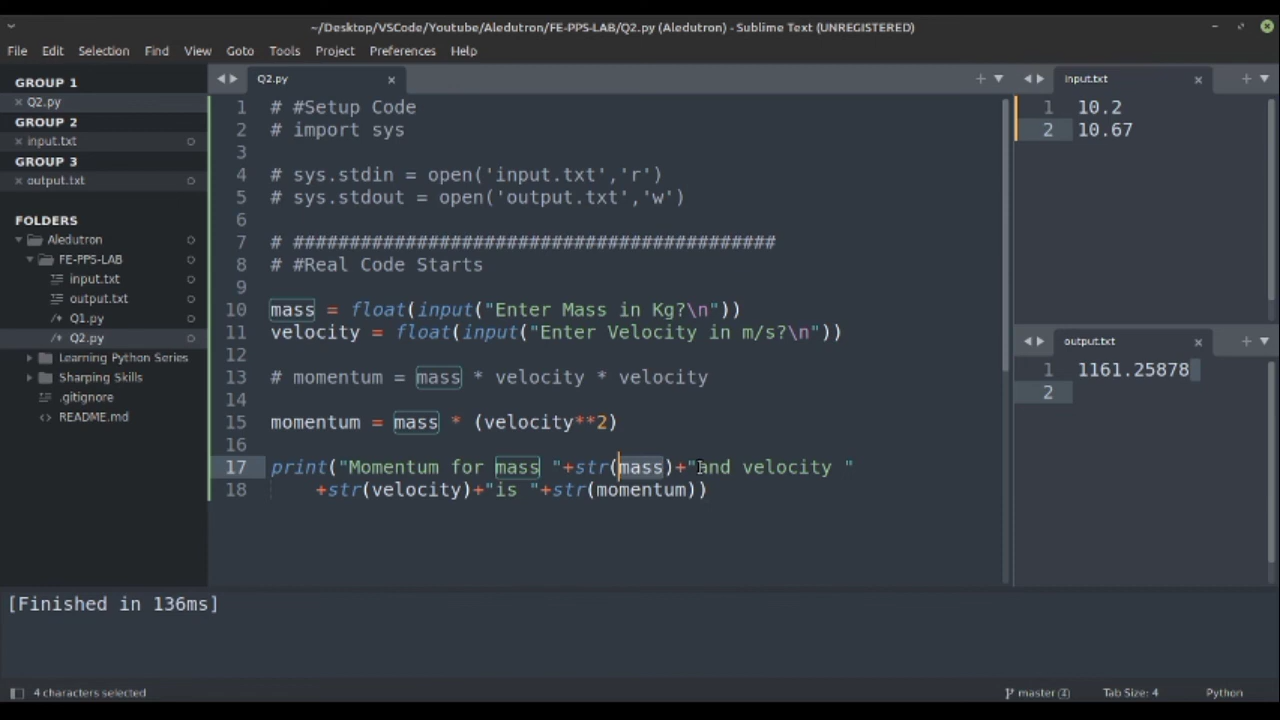 ~/Desktop/VSCode/Youtube/Aledutron/FE-PPS-LAB/Q2.py (Aledutron) - Sublime Text (UNREGISTERED)
File Edit Selection Find View Goto Tools Project Preferences Help
GROUP 1
Q2.py
GROUP 2
input.txt
GROUP 3
output.txt
FOLDERS
Aledutron
FE-PPS-LAB
input.txt
output.txt
Q1.py
Q2.py
Learning Python Series
Sharping Skills
.gitignore
README.md
Q2.py
1 # #Setup Code
2 # import sys
3
4 # sys.stdin = open('input.txt','r')
5 # sys.stdout = open('output.txt','w')
6
7 # ###########################################
8 # #Real Code Starts
9
10 mass = float(input("Enter Mass in Kg?\n"))
11 velocity = float(input("Enter Velocity in m/s?\n"))
12
13 # momentum = mass * velocity * velocity
14
15 momentum = mass * (velocity**2)
16
17 print("Momentum for mass "+str(mass)+"and velocity "
18 +str(velocity)+"is "+str(momentum))
input.txt
1 10.2
2 10.67
output.txt
1 1161.25878
2
[Finished in 136ms]
4 characters selected
master (2)
Tab Size: 4
Python